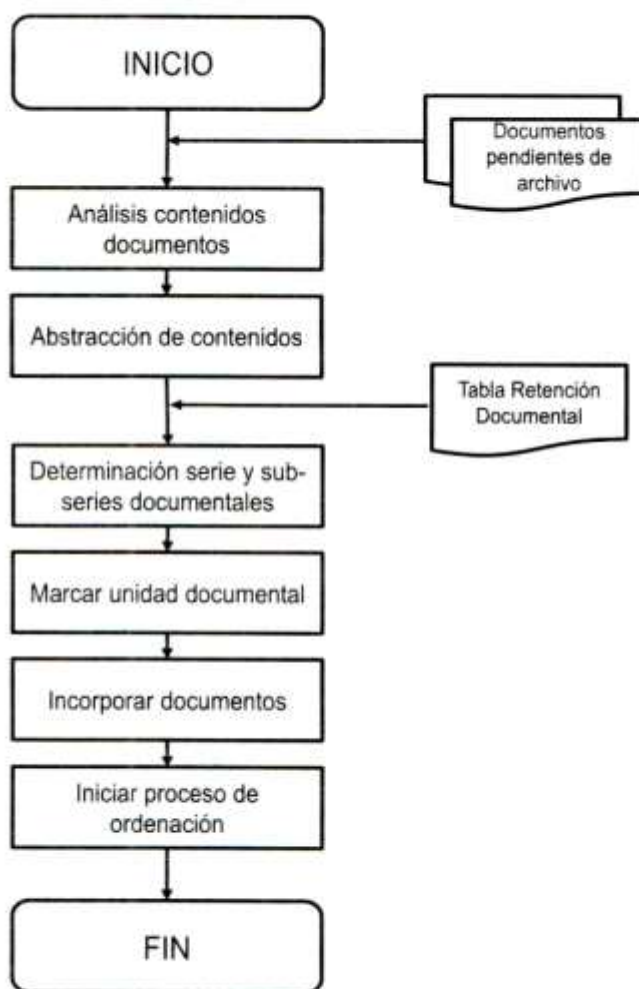 INICIO
Documentos
pendientes de
archivo
Análisis contenidos
documentos
Abstracción de contenidos
Tabla Retención
Documental
Determinación serie y sub-
series documentales
Marcar unidad documental
Incorporar documentos
Iniciar proceso de
ordenación
FIN